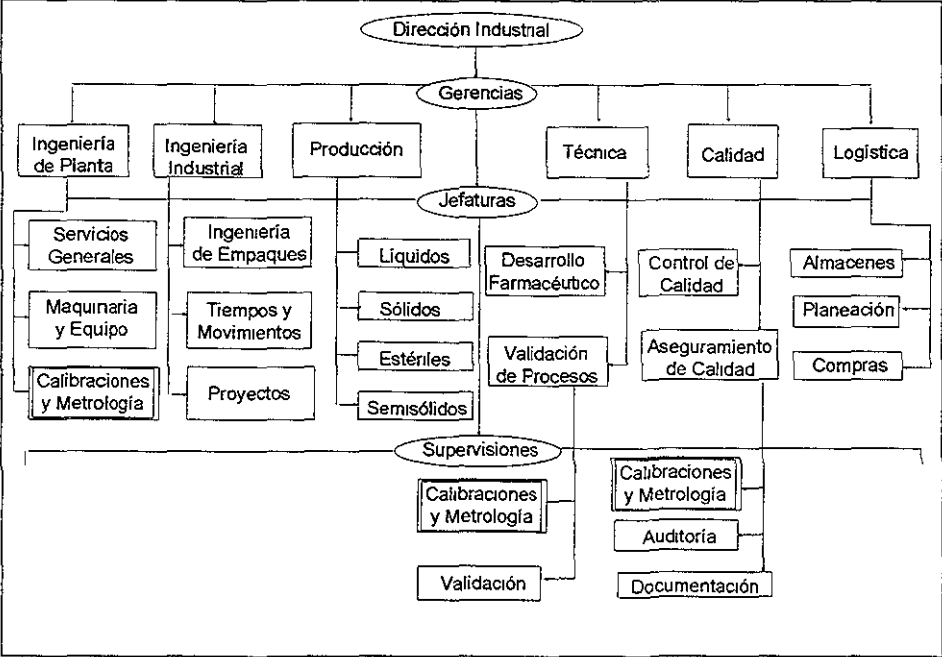 Dirección Industrial
Gerencias
Ingeniería
de Planta
Ingeniería
Industrial
Producción
Técnica
Calidad
Logística
Jefaturas
Servicios
Generales
Maquinaria
y Equipo
Calibraciones
y Metrología
Ingeniería
de Empaques
Tiempos y
Movimientos
Proyectos
Líquidos
Sólidos
Estériles
Semisólidos
Desarrollo
Farmacéutico
Validación
de Procesos
Control de
Calidad
Aseguramiento
de Calidad
Almacenes
Planeación
Compras
Supervisiones
Calibraciones
y Metrología
Validación
Calibraciones
y Metrología
Auditoría
Documentación